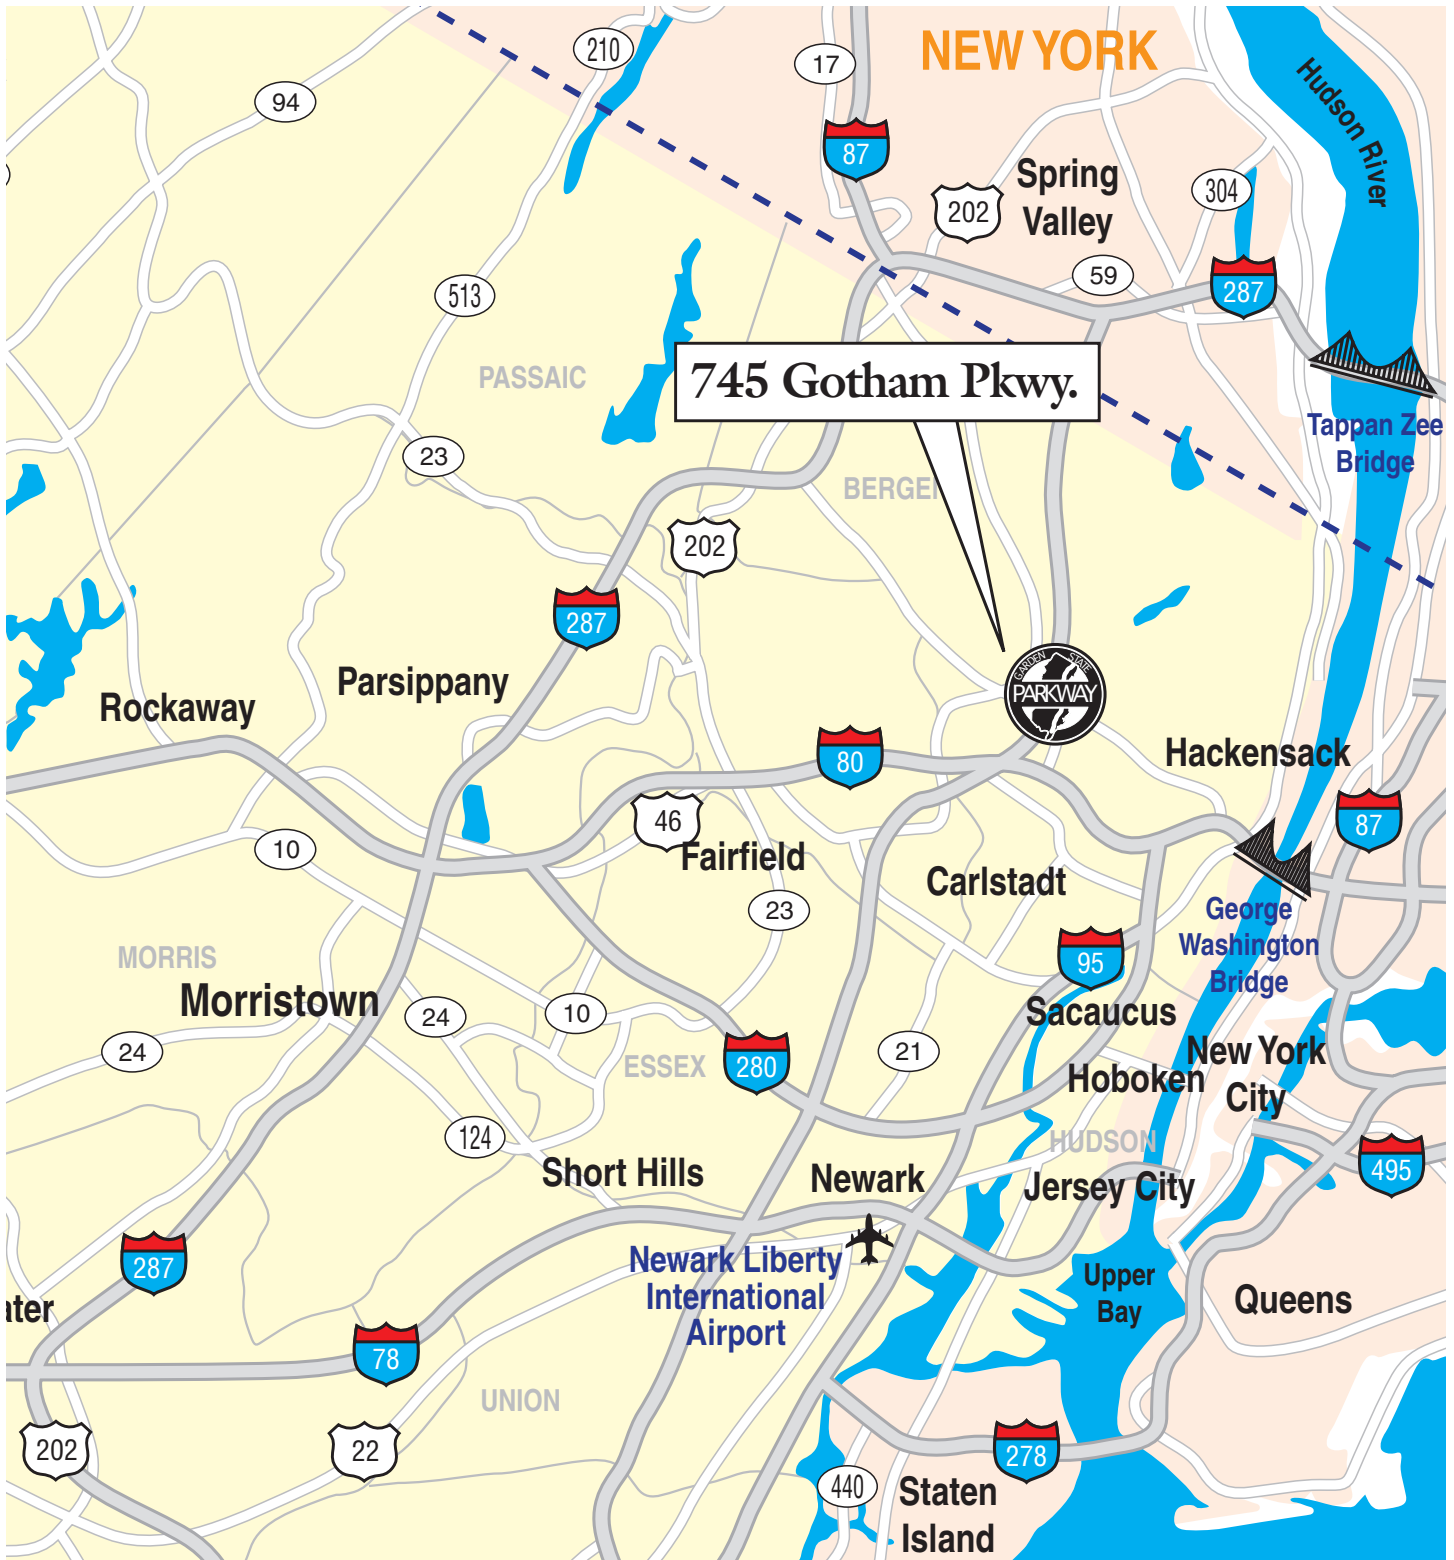 NEW YORK
210
17
94
87
Hudson River
Spring
Valley
202
304
59
287
513
PASSAIC
745 Gotham Pkwy.
Tappan Zee
Bridge
23
BERGE
202
287
Parsippany
Rockaway
GARDEN STATE
PARKWAY
80
Hackensack
87
46
10
Fairfield
Carlstadt
23
George
Washington
Bridge
95
MORRIS
Morristown
Sacaucus
24
10
24
21
New York
City
ESSEX
280
Hoboken
124
HUDSON
495
Short Hills
Newark
Jersey City
287
Newark Liberty
International
Airport
Upper
Bay
Queens
ater
78
UNION
202
22
278
440
Staten
Island